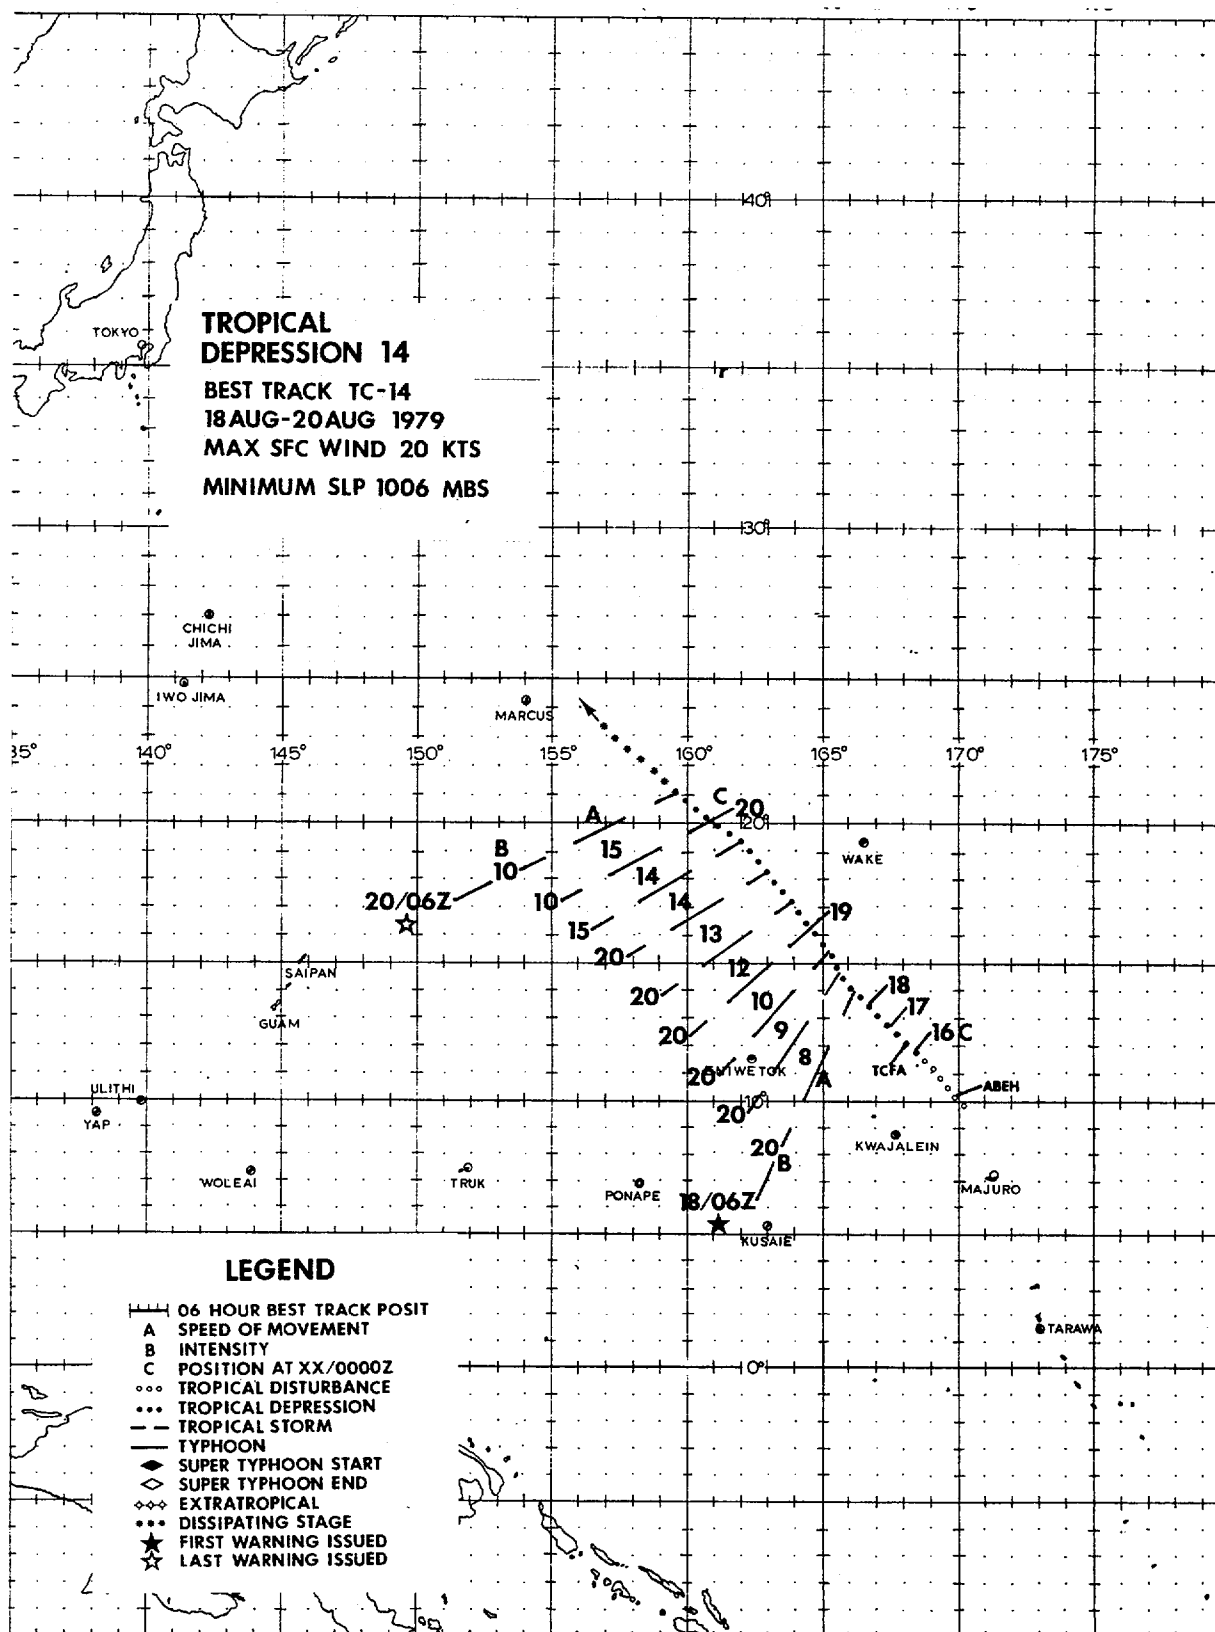 40°
TOKYO
TROPICAL
DEPRESSION 14
BEST TRACK TC-14
18AUG-20AUG 1979
MAX SFC WIND 20 KTS
MINIMUM SLP 1006 MBS
30°
CHICHI
JIMA
IWO JIMA
MARCUS
35° 140° 145° 150° 155° 160° 165° 170° 175°
C
20
A
20°
B
15
WAKE
10
14
20/06Z
10
14
19
15
13
20
12
SAIPAN
18
20
10
17
GUAM
9
16 C
20
8
ENIWETOK
TCFA
20
A
ABEH
ULITHI
10°
20
YAP
KWAJALEIN
20
B
WOLEAI
TRUK
PONAPE
18/06Z
MAJURO
KUSAIE
LEGEND
06 HOUR BEST TRACK POSIT
A SPEED OF MOVEMENT
B INTENSITY
C POSITION AT XX/0000Z
TROPICAL DISTURBANCE
TROPICAL DEPRESSION
TROPICAL STORM
TYPHOON
SUPER TYPHOON START
SUPER TYPHOON END
EXTRATROPICAL
DISSIPATING STAGE
FIRST WARNING ISSUED
LAST WARNING ISSUED
TARAWA
0°